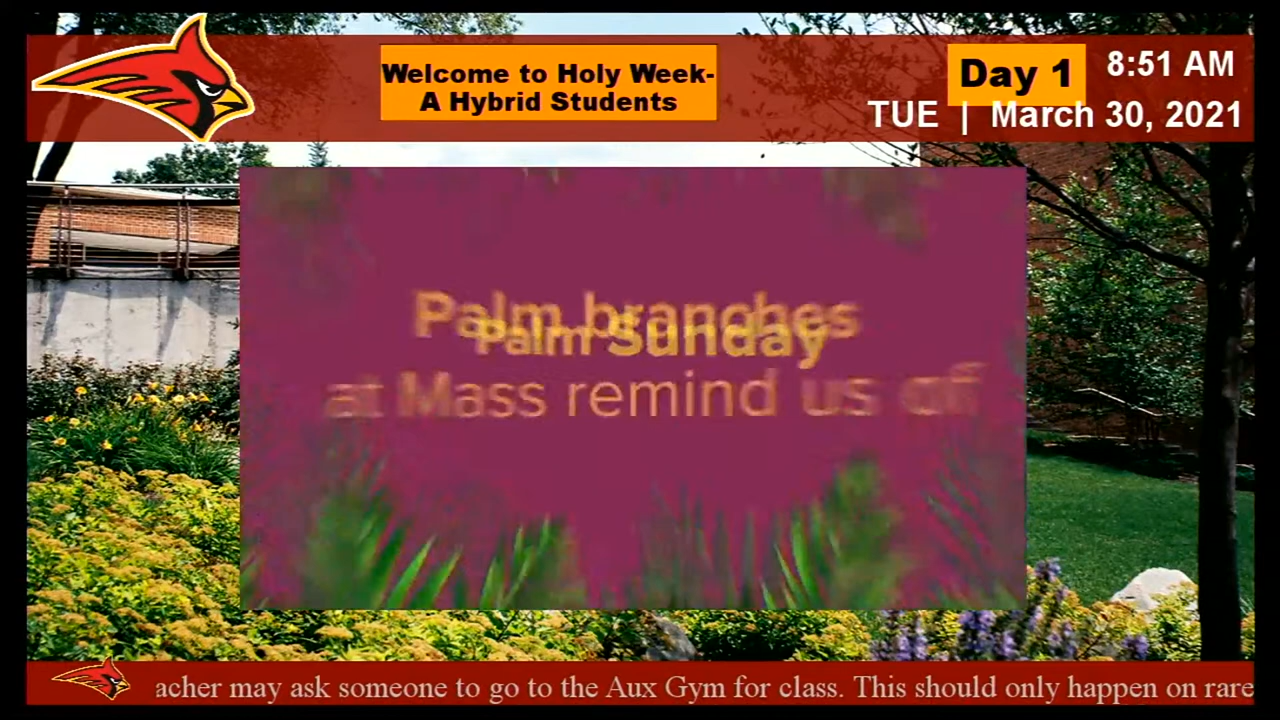 Welcome to Holy Week-
A Hybrid Students
Day 1
8:51 AM
TUE | March 30, 2021
Palm branches
Palm Sunday
at Mass remind us of
acher may ask someone to go to the Aux Gym for class. This should only happen on rare